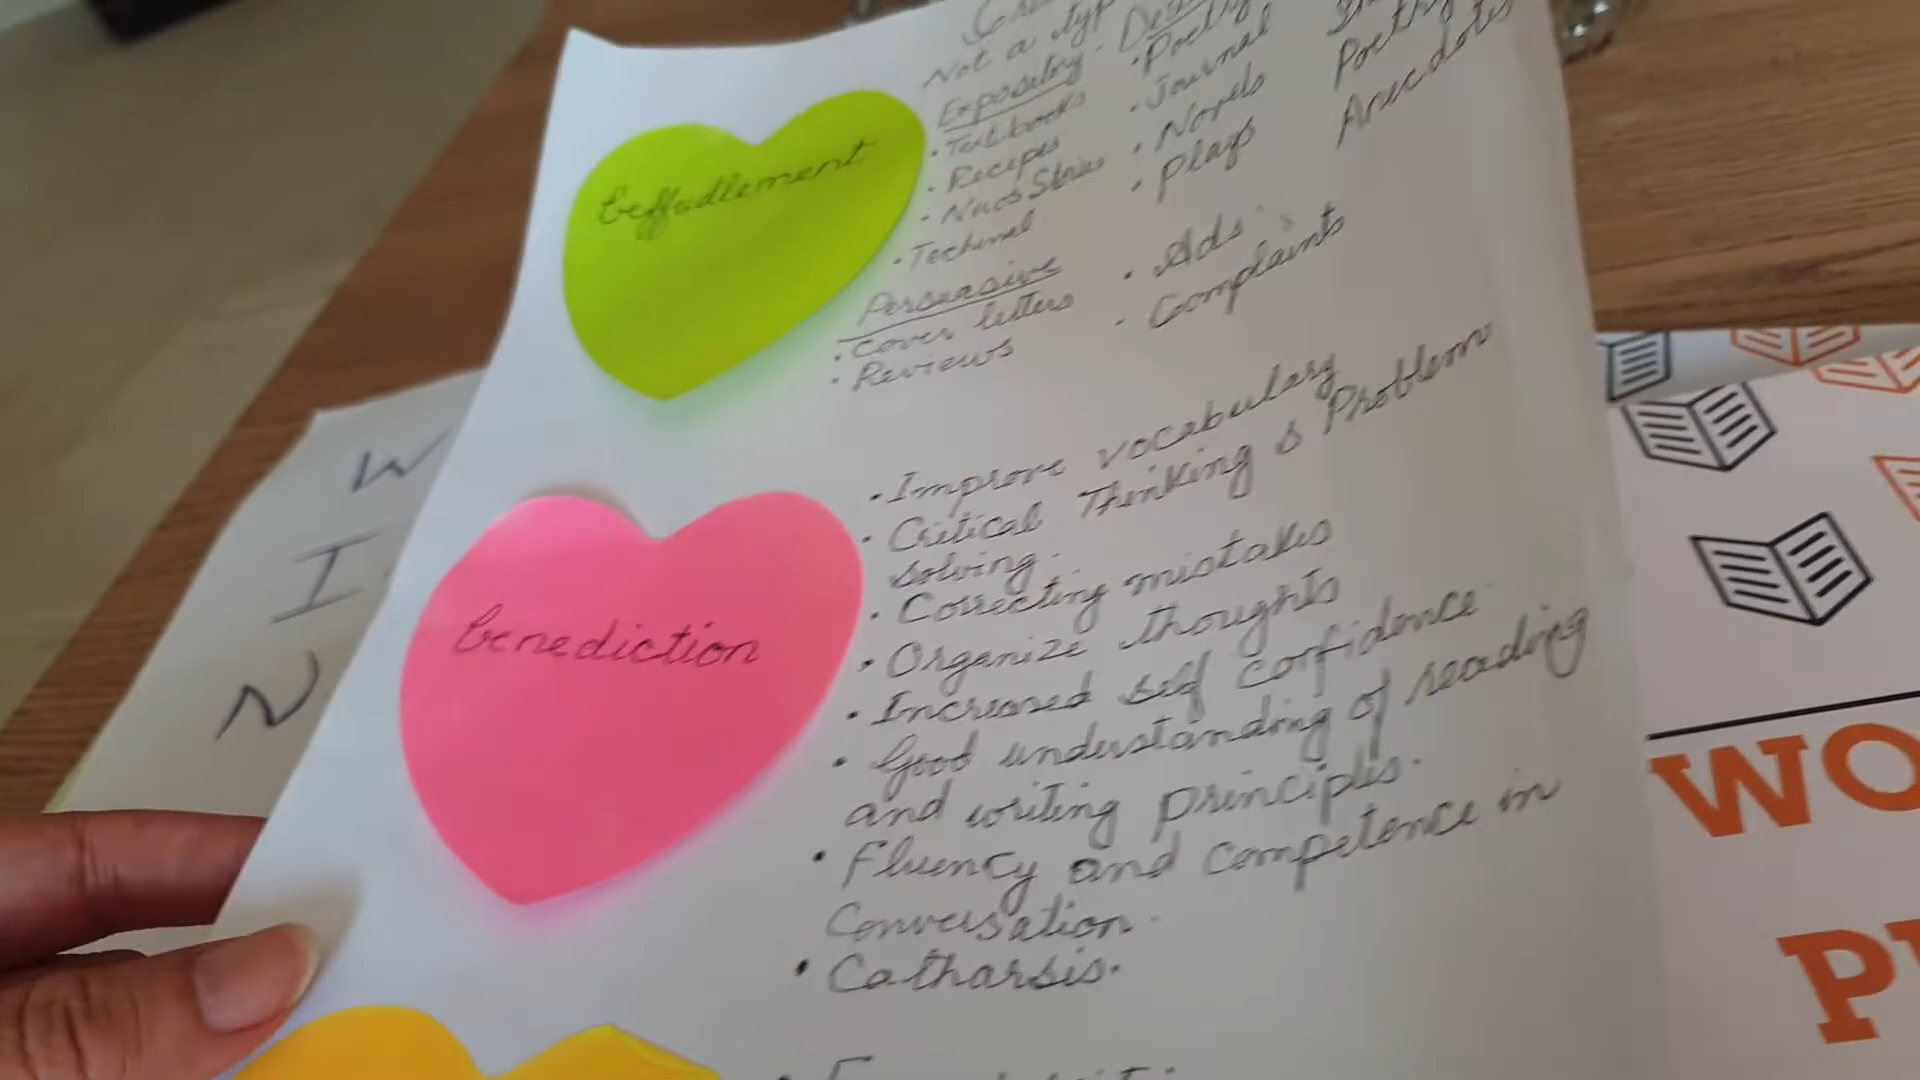 Not a typ
Expository
• Textbooks
• Recepes
• News Stories
• Techinel
• Poetry
• Journal
• Novels
• Plays
Poetry
Anecdotes
Persuasive
• Cover letters
• Reviews
• Ads
• Complaints
beffudlement
• Improve vocabulary
• Critical Thinking & Problem
solving.
• Correcting mistakes
• Organize thoughts
• Increased self confidence.
• Good understanding of reading
and writing principles.
• Fluency and competence in
Conversation.
• Catharsis.
benediction
W
I
N
WO
P